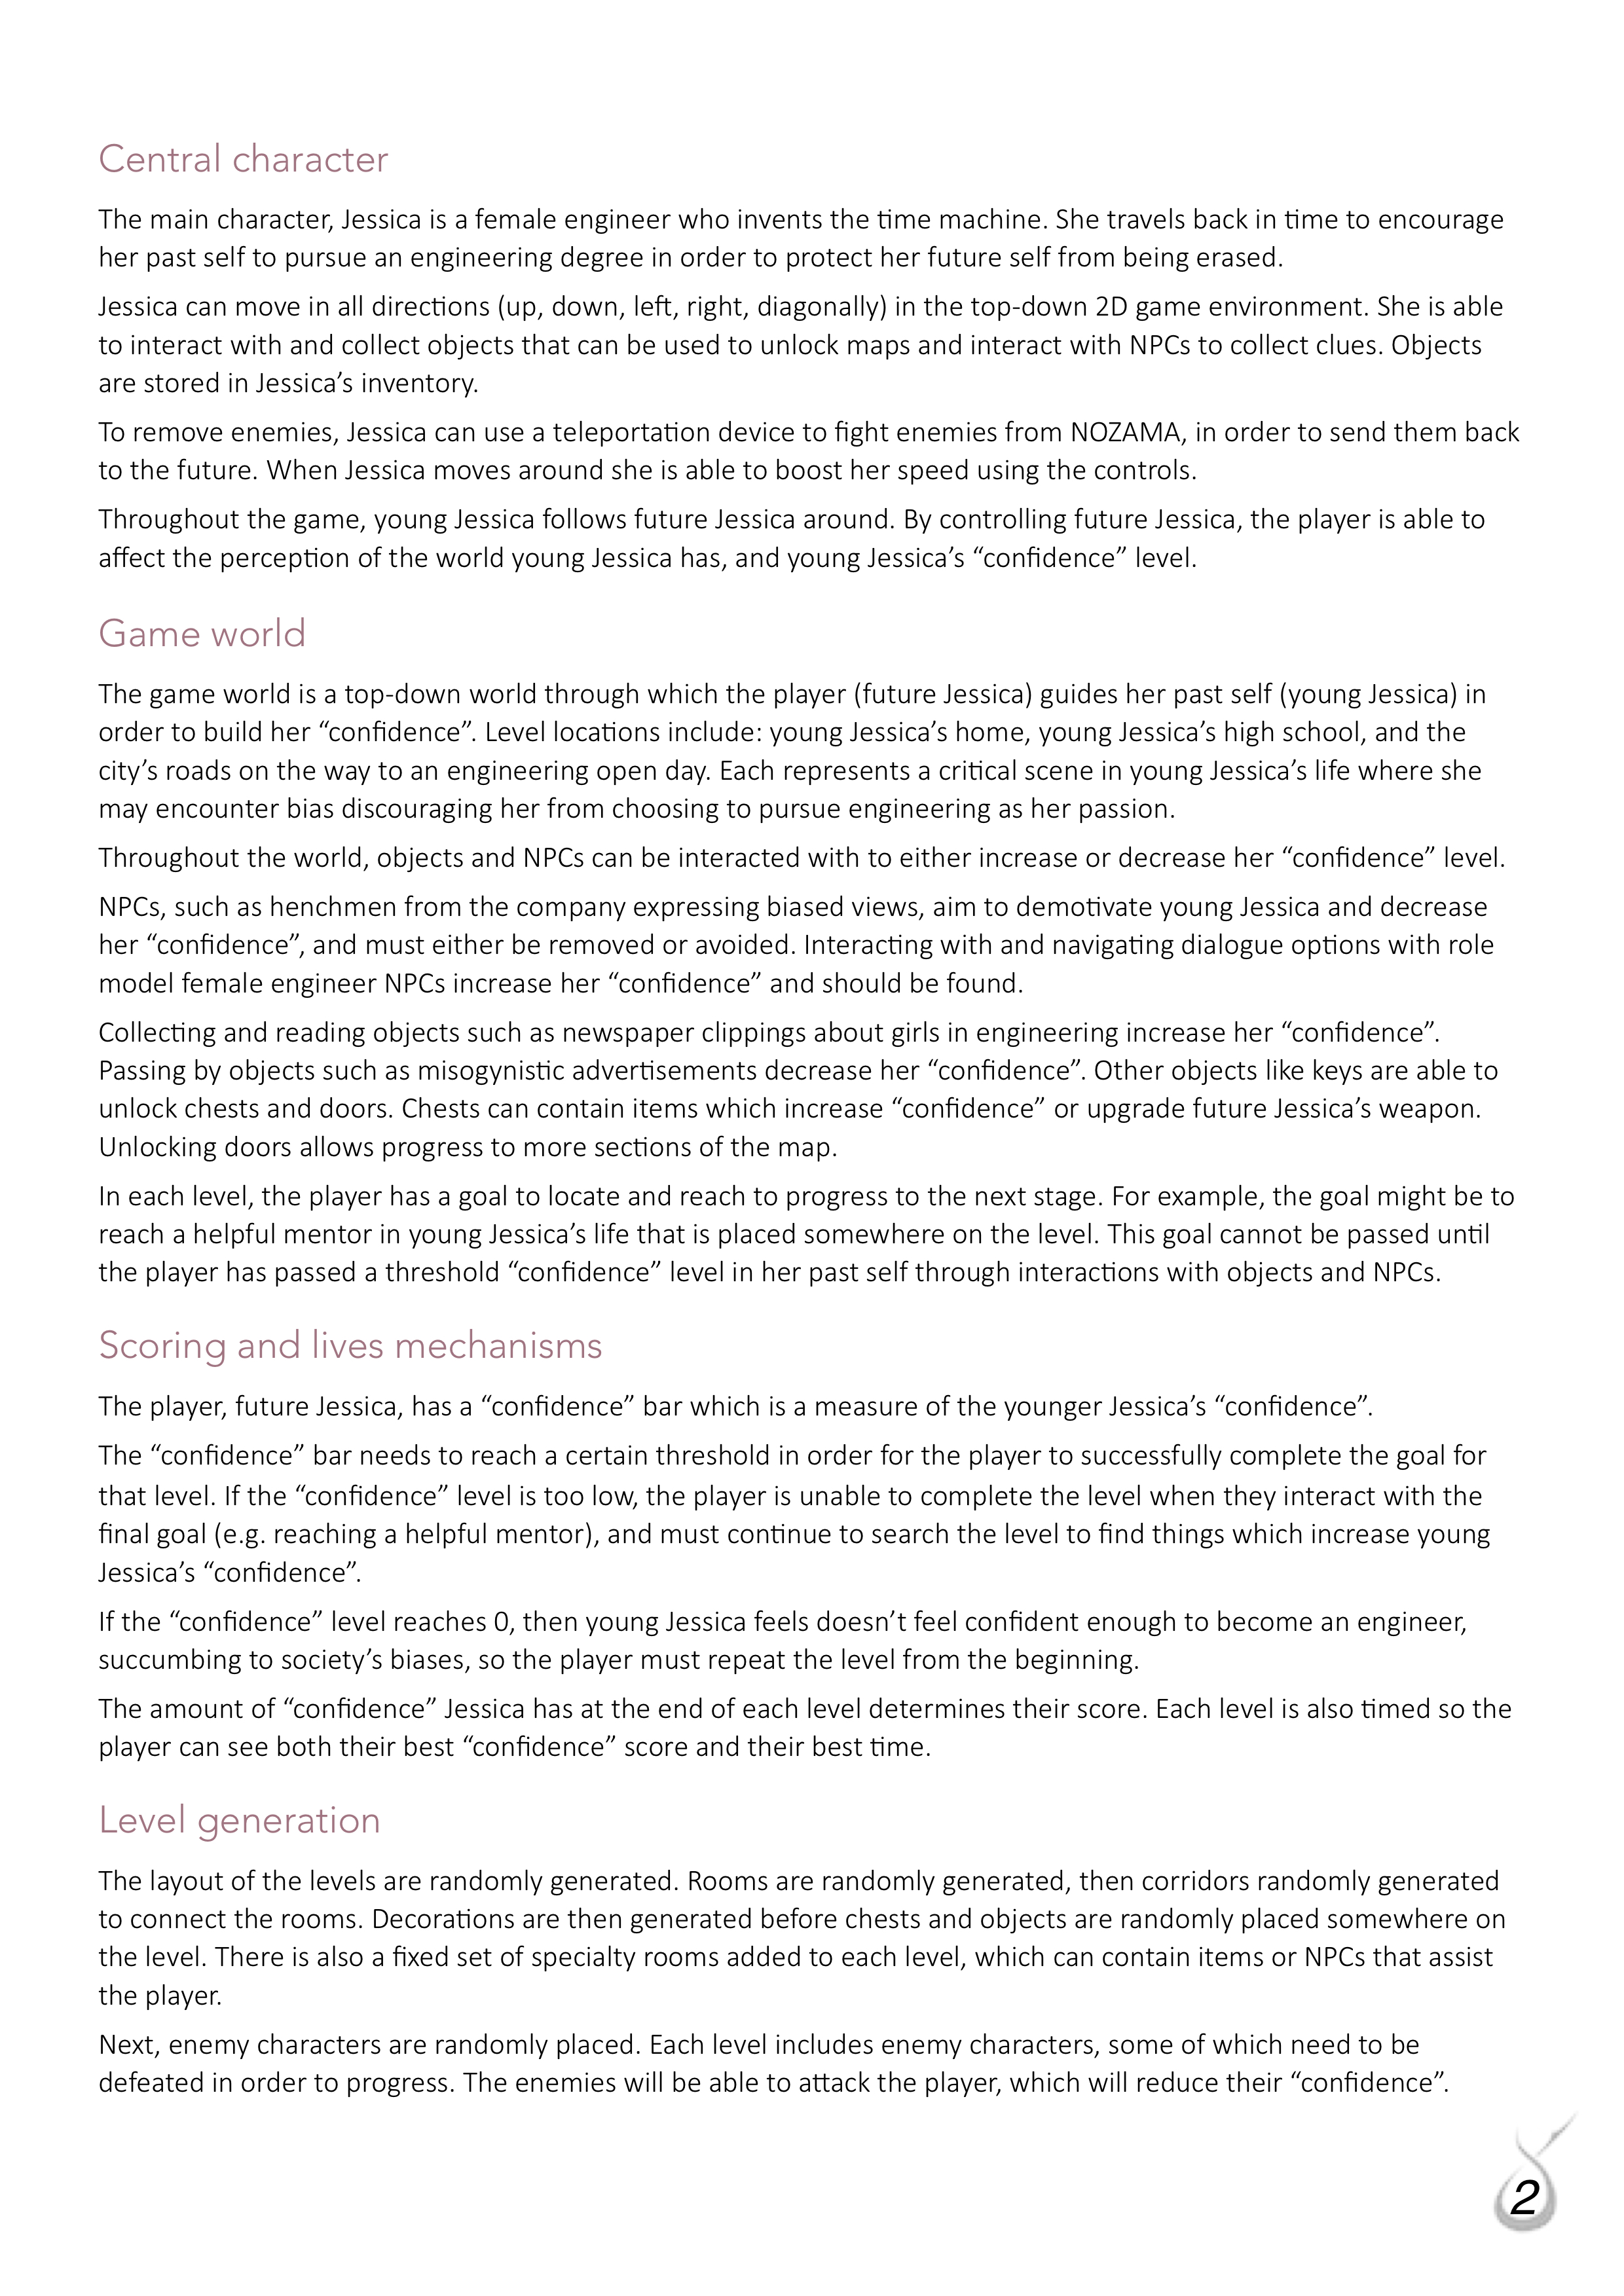 Central character
The main character, Jessica is a female engineer who invents the time machine. She travels back in time to encourage
her past self to pursue an engineering degree in order to protect her future self from being erased.
Jessica can move in all directions (up, down, left, right, diagonally) in the top-down 2D game environment. She is able
to interact with and collect objects that can be used to unlock maps and interact with NPCs to collect clues. Objects
are stored in Jessica’s inventory.
To remove enemies, Jessica can use a teleportation device to fight enemies from NOZAMA, in order to send them back
to the future. When Jessica moves around she is able to boost her speed using the controls.
Throughout the game, young Jessica follows future Jessica around. By controlling future Jessica, the player is able to
affect the perception of the world young Jessica has, and young Jessica’s “confidence” level.
Game world
The game world is a top-down world through which the player (future Jessica) guides her past self (young Jessica) in
order to build her “confidence”. Level locations include: young Jessica’s home, young Jessica’s high school, and the
city’s roads on the way to an engineering open day. Each represents a critical scene in young Jessica’s life where she
may encounter bias discouraging her from choosing to pursue engineering as her passion.
Throughout the world, objects and NPCs can be interacted with to either increase or decrease her “confidence” level.
NPCs, such as henchmen from the company expressing biased views, aim to demotivate young Jessica and decrease
her “confidence”, and must either be removed or avoided. Interacting with and navigating dialogue options with role
model female engineer NPCs increase her “confidence” and should be found.
Collecting and reading objects such as newspaper clippings about girls in engineering increase her “confidence”.
Passing by objects such as misogynistic advertisements decrease her “confidence”. Other objects like keys are able to
unlock chests and doors. Chests can contain items which increase “confidence” or upgrade future Jessica’s weapon.
Unlocking doors allows progress to more sections of the map.
In each level, the player has a goal to locate and reach to progress to the next stage. For example, the goal might be to
reach a helpful mentor in young Jessica’s life that is placed somewhere on the level. This goal cannot be passed until
the player has passed a threshold “confidence” level in her past self through interactions with objects and NPCs.
Scoring and lives mechanisms
The player, future Jessica, has a “confidence” bar which is a measure of the younger Jessica’s “confidence”.
The “confidence” bar needs to reach a certain threshold in order for the player to successfully complete the goal for
that level. If the “confidence” level is too low, the player is unable to complete the level when they interact with the
final goal (e.g. reaching a helpful mentor), and must continue to search the level to find things which increase young
Jessica’s “confidence”.
If the “confidence” level reaches 0, then young Jessica feels doesn’t feel confident enough to become an engineer,
succumbing to society’s biases, so the player must repeat the level from the beginning.
The amount of “confidence” Jessica has at the end of each level determines their score. Each level is also timed so the
player can see both their best “confidence” score and their best time.
Level generation
The layout of the levels are randomly generated. Rooms are randomly generated, then corridors randomly generated
to connect the rooms. Decorations are then generated before chests and objects are randomly placed somewhere on
the level. There is also a fixed set of specialty rooms added to each level, which can contain items or NPCs that assist
the player.
Next, enemy characters are randomly placed. Each level includes enemy characters, some of which need to be
defeated in order to progress. The enemies will be able to attack the player, which will reduce their “confidence”.
2